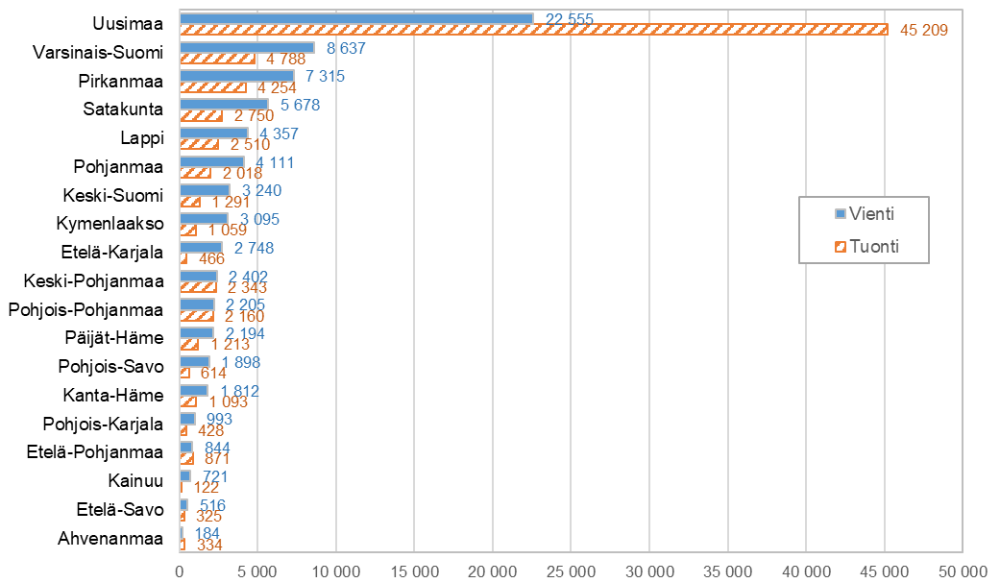 Uusimaa 22 555
45 209
Varsinais-Suomi 8 637
4 788
Pirkanmaa 7 315
4 254
Satakunta 5 678
2 750
Lappi 4 357
2 510
Pohjanmaa 4 111
2 018
Keski-Suomi 3 240
1 291
Kymenlaakso 3 095
1 059
Etelä-Karjala 2 748
466
Keski-Pohjanmaa 2 402
2 343
Pohjois-Pohjanmaa 2 205
2 160
Päijät-Häme 2 194
1 213
Pohjois-Savo 1 898
614
Kanta-Häme 1 812
1 093
Pohjois-Karjala 993
428
Etelä-Pohjanmaa 844
871
Kainuu 721
122
Etelä-Savo 516
325
Ahvenanmaa 184
334
Vienti
Tuonti
0 5 000 10 000 15 000 20 000 25 000 30 000 35 000 40 000 45 000 50 000